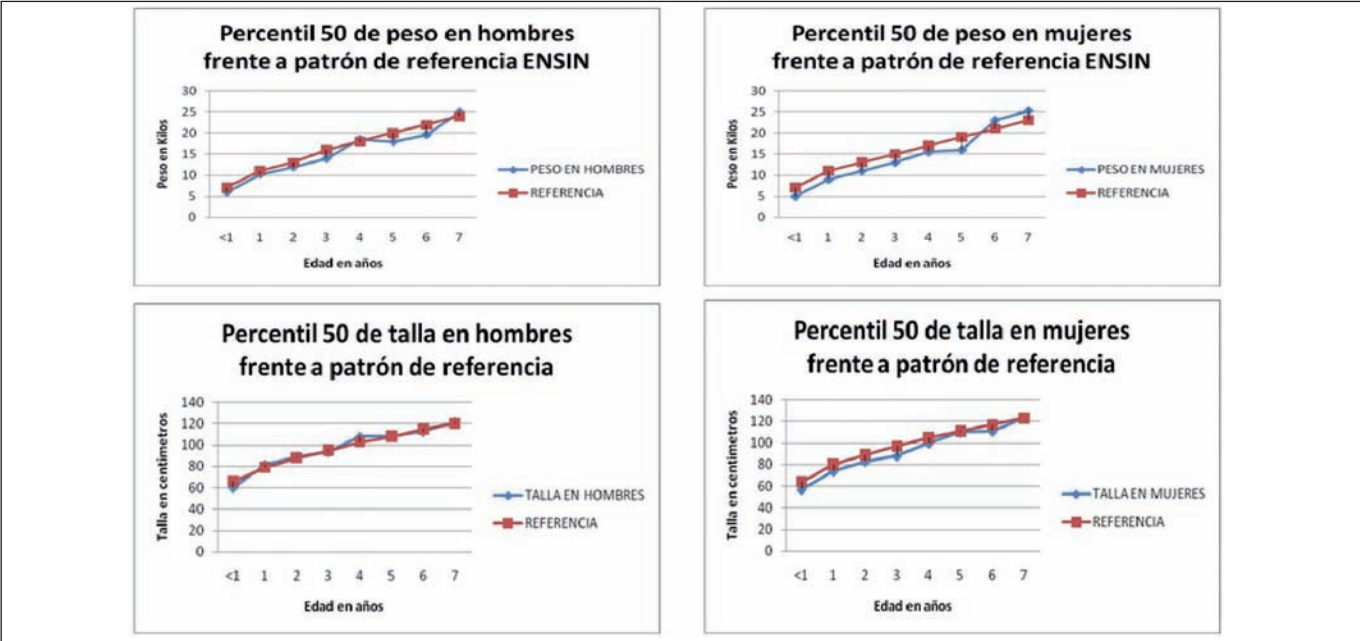 Percentil 50 de peso en hombres
frente a patrón de referencia ENSIN
Peso en Kilos
30
25
20
15
10
5
0
<1 1 2 3 4 5 6 7
Edad en años
PESO EN HOMBRES
REFERENCIA
Percentil 50 de peso en mujeres
frente a patrón de referencia ENSIN
Peso en Kilos
30
25
20
15
10
5
0
<1 1 2 3 4 5 6 7
Edad en años
PESO EN MUJERES
REFERENCIA
Percentil 50 de talla en hombres
frente a patrón de referencia
Talla en centimetros
140
120
100
80
60
40
20
0
<1 1 2 3 4 5 6 7
Edad en años
TALLA EN HOMBRES
REFERENCIA
Percentil 50 de talla en mujeres
frente a patrón de referencia
Talla en centimetros
140
120
100
80
60
40
20
0
<1 1 2 3 4 5 6 7
Edad en años
TALLA EN MUJERES
REFERENCIA